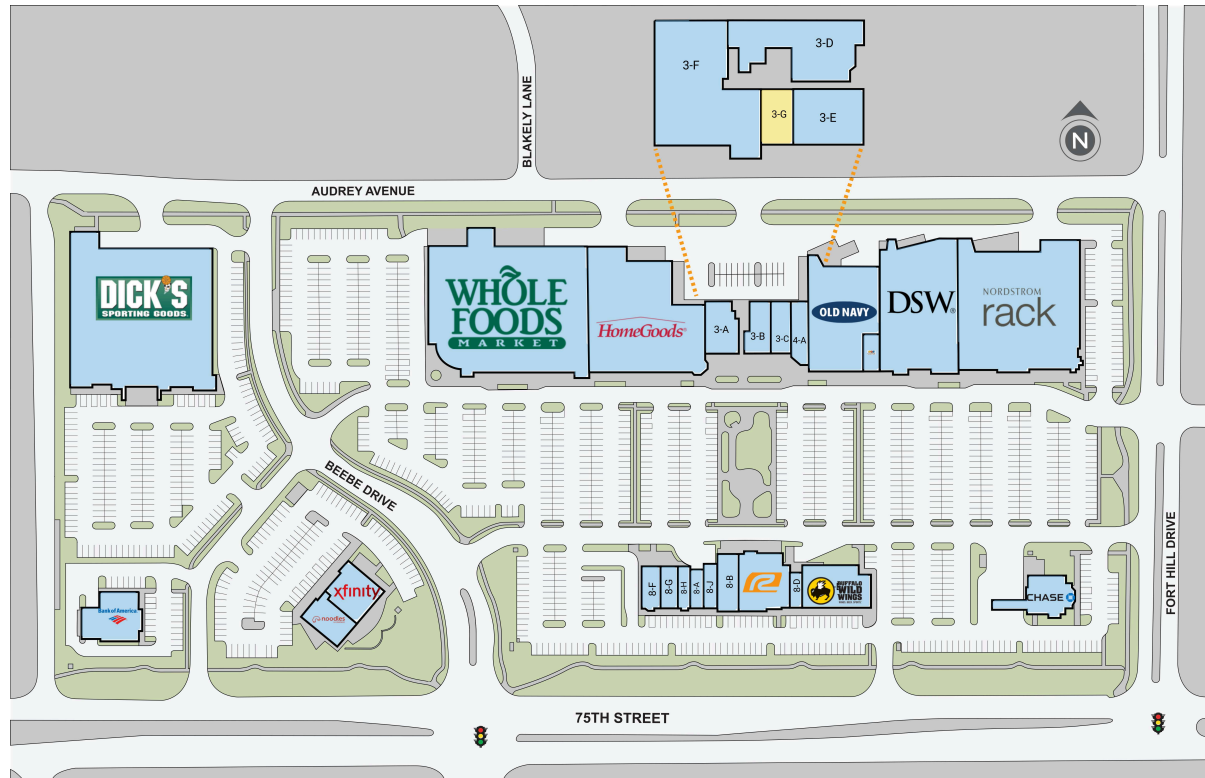 3-D
3-F
3-G
3-E
N
BLAKELY LANE
AUDREY AVENUE
DICK'S
SPORTING GOODS
WHOLE
FOODS
MARKET
HomeGoods®
3-A
3-B
3-C
4-A
OLD NAVY
DSW®
NORDSTROM
rack
BEEBE DRIVE
FORT HILL DRIVE
Bank of America
xfinity
noodles
8-F
8-G
8-H
8-A
8-J
8-B
8-D
BUFFALO
WILD
WINGS
CHASE
75TH STREET